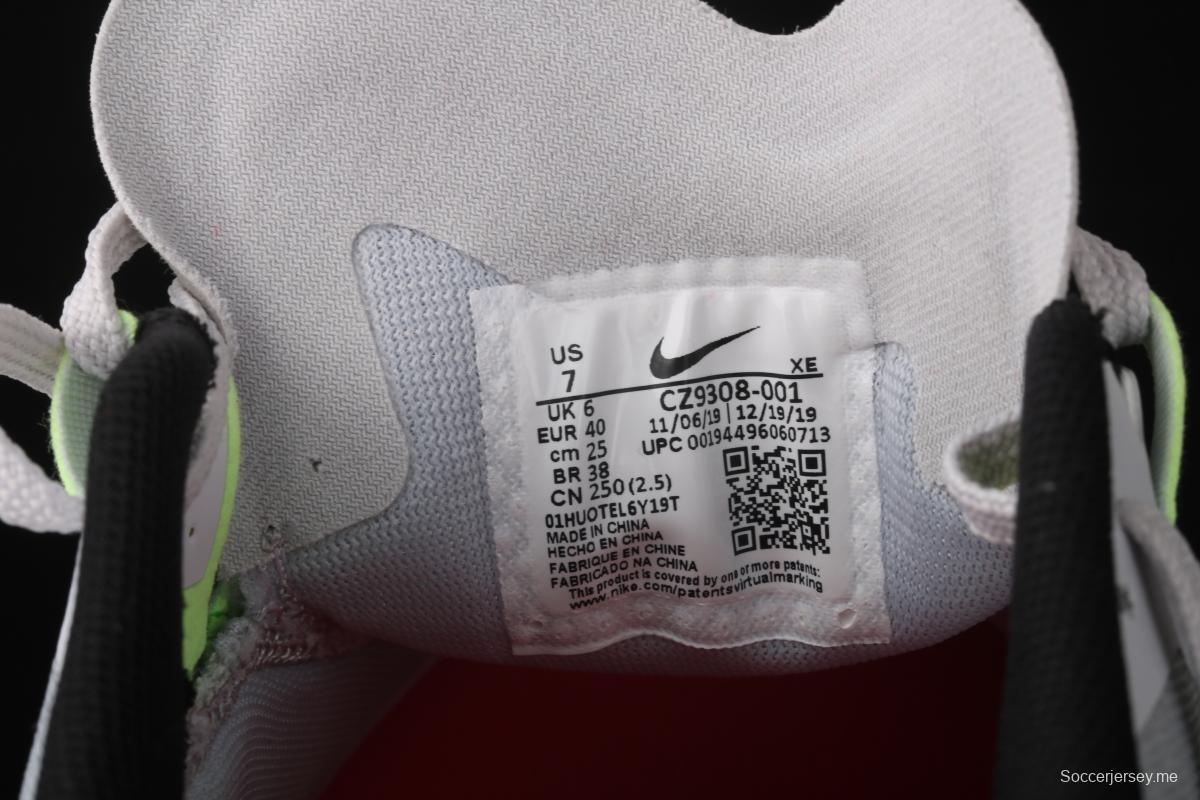 US
7
XE
UK 6
EUR 40
cm 25
BR 38
CN 250 (2.5)
CZ9308-001
11/06/19 | 12/19/19
UPC 00194496060713
01HUOTEL6Y19T
MADE IN CHINA
HECHO EN CHINA
FABRIQUE EN CHINE
FABRICADO NA CHINA
This product is covered by one or more patents:
www.nike.com/patentsvirtualmarking
Soccerjersey.me